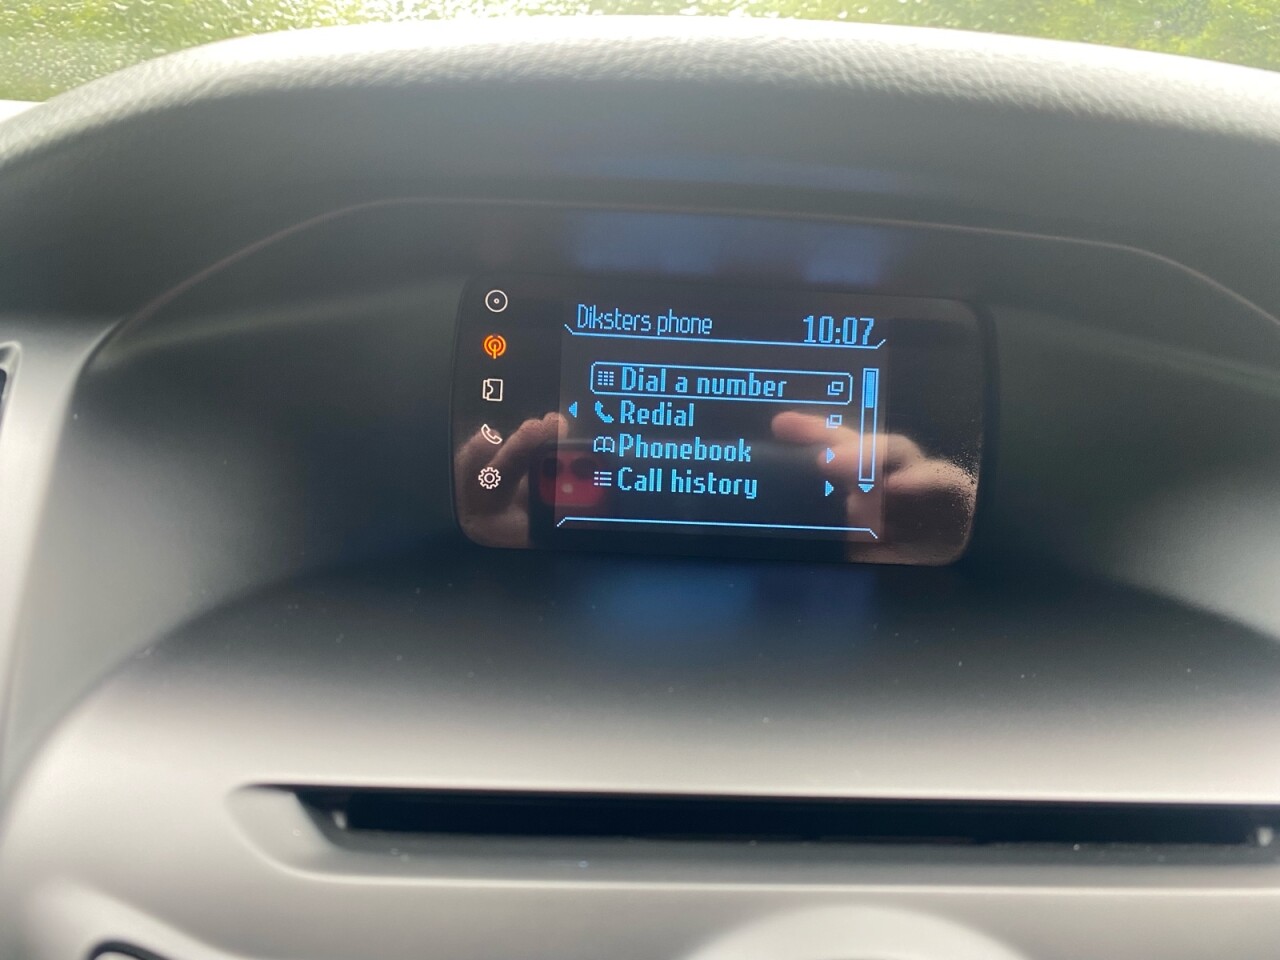 Diksters phone 10:07
Dial a number
Redial
Phonebook
Call history